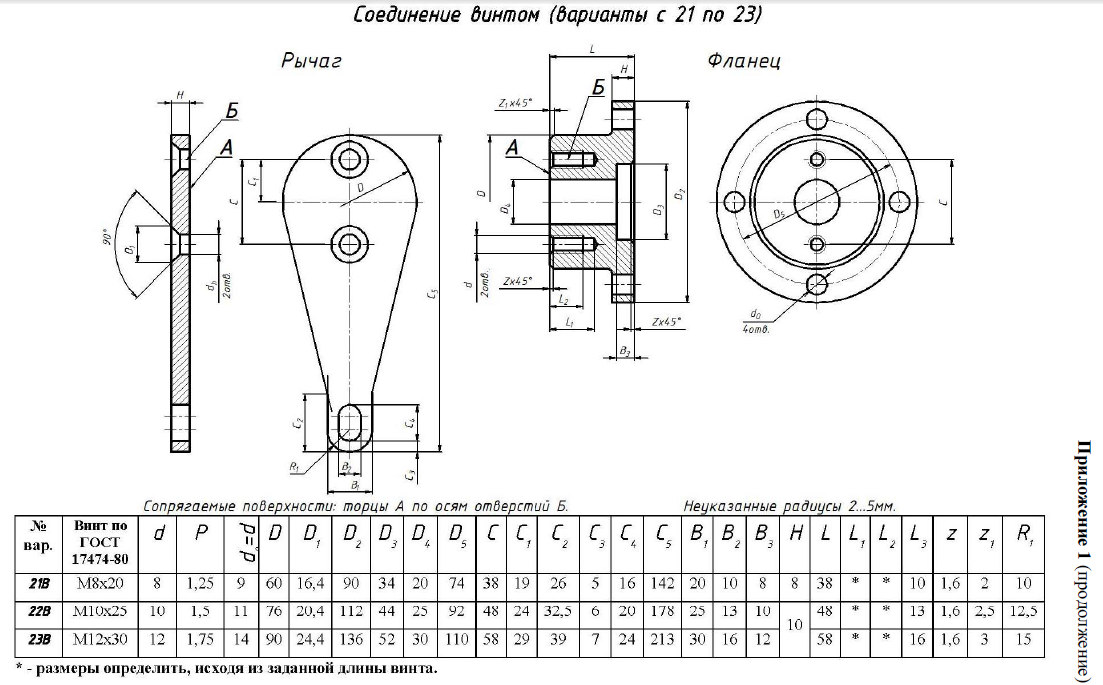 Соединение винтом (варианты с 21 по 23)
Рычаг
Фланец
H
Б
А
C
C₁
D
90°
D₁
dₕ
2отв.
C₅
C₂
C₄
C₃
R₁
B₂
B₁
L
H
Z₁x45°
Б
А
D
D₄
D₃
D₂
d
2отв.
Zx45°
L₂
L₁
Zx45°
B₃
D₅
C
d₀
4отв.
Сопрягаемые поверхности: торцы А по осям отверстий Б.
Неуказанные радиусы 2...5мм.
№ вар. Винт по ГОСТ 17474-80 d P dₒ=d D D₁ D₂ D₃ D₄ D₅ C C₁ C₂ C₃ C₄ C₅ B₁ B₂ B₃ H L L₁ L₂ L₃ z z₁ R₁
21В М8х20 8 1,25 9 60 16,4 90 34 20 74 38 19 26 5 16 142 20 10 8 8 38 * * 10 1,6 2 10
22В М10х25 10 1,5 11 76 20,4 112 44 25 92 48 24 32,5 6 20 178 25 13 10 10 48 * * 13 1,6 2,5 12,5
23В М12х30 12 1,75 14 90 24,4 136 52 30 110 58 29 39 7 24 213 30 16 12 58 * * 16 1,6 3 15
* - размеры определить, исходя из заданной длины винта.
Приложение 1 (продолжение)